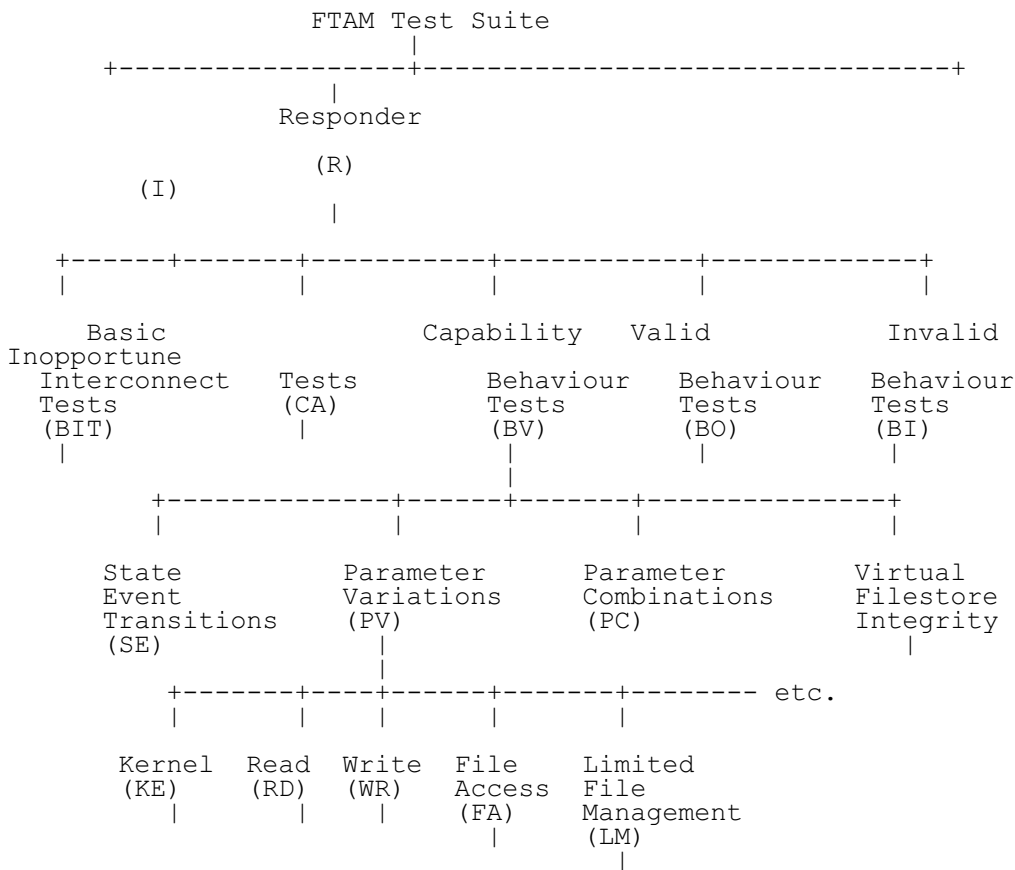 FTAM Test Suite
|
+------------------+---------------------------------+
|
Responder
(R)
(I)
|
+------+-------+-----------+------------+-------------+
| | | | |
Basic Capability Valid Invalid
Inopportune
Interconnect Tests Behaviour Behaviour Behaviour
Tests (CA) Tests Tests Tests
(BIT) | (BV) (BO) (BI)
| | | |
|
+--------------+------+-------+---------------+
| | | |
State Parameter Parameter Virtual
Event Variations Combinations Filestore
Transitions (PV) (PC) Integrity
(SE) | |
|
+-------+----+------+-------+-------- etc.
| | | | |
Kernel Read Write File Limited
(KE) (RD) (WR) Access File
| | | (FA) Management
| (LM)
|